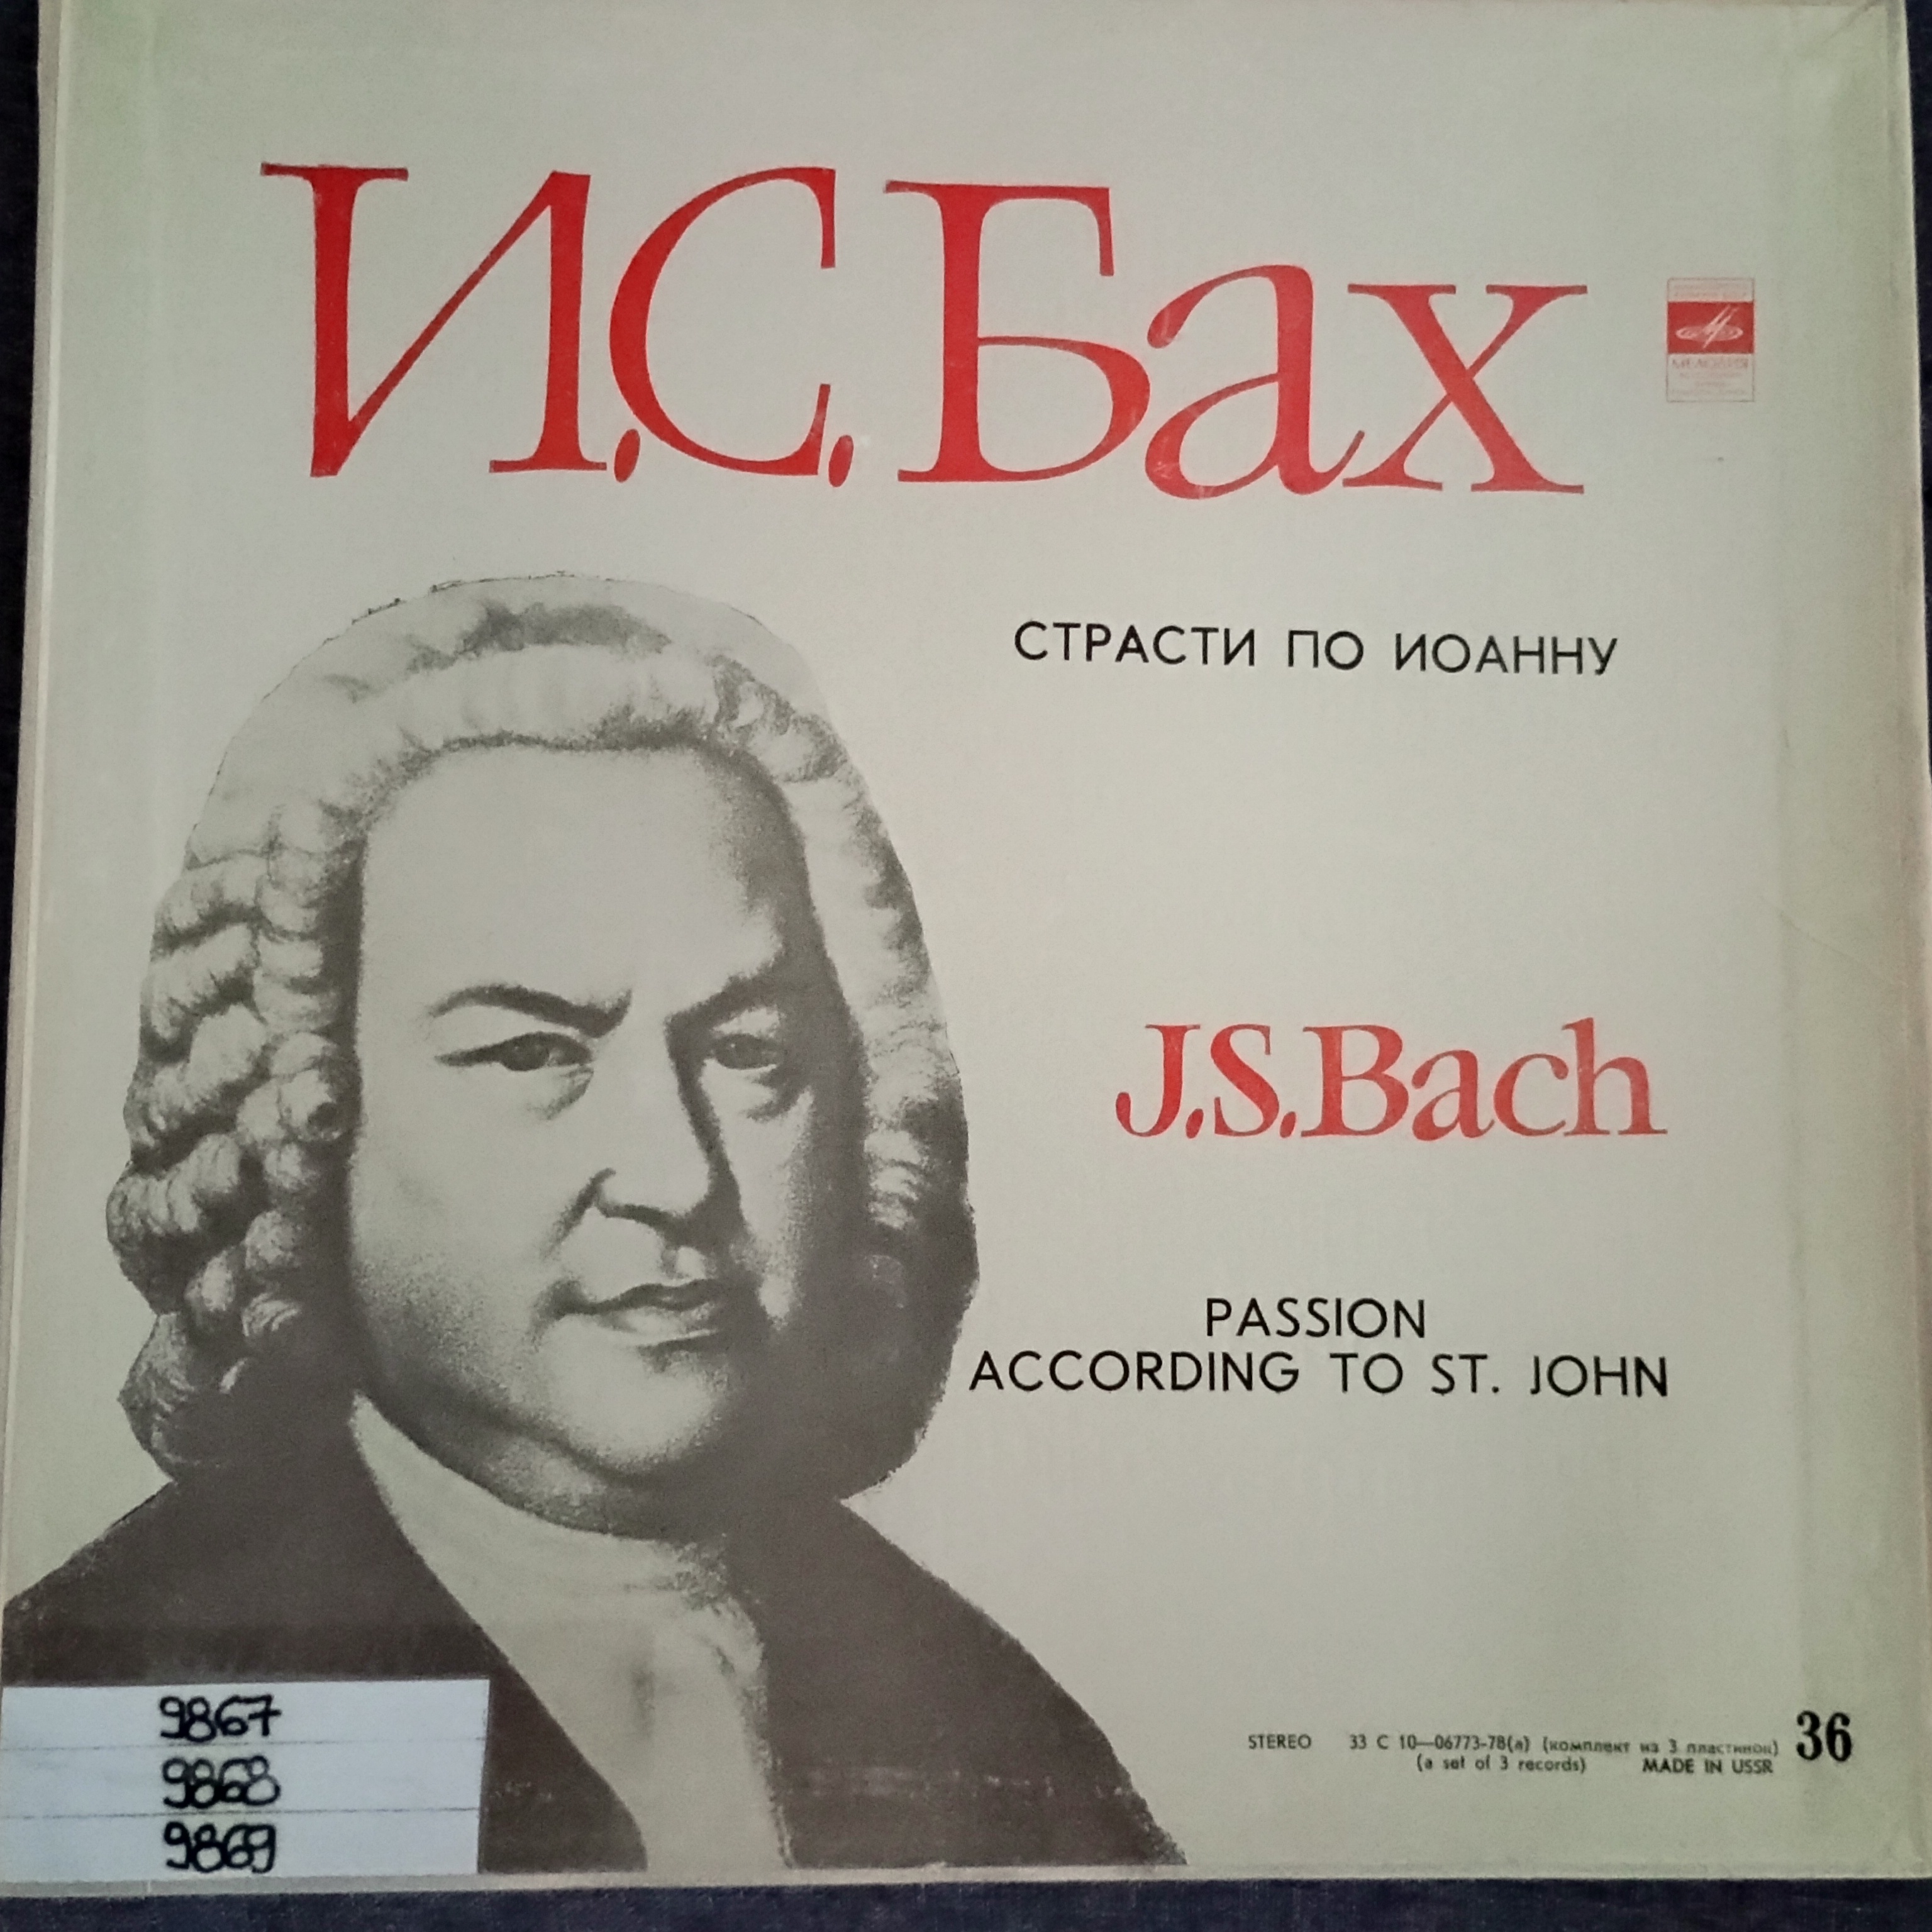 И.С. Бах
МЕЛОДИЯ
СТРАСТИ ПО ИОАННУ
J.S.Bach
PASSION
ACCORDING TO ST. JOHN
STEREO 33 С 10—06773-78(а) (комплект из 3 пластинок)
(a set of 3 records) MADE IN USSR
36
9867
9868
9869